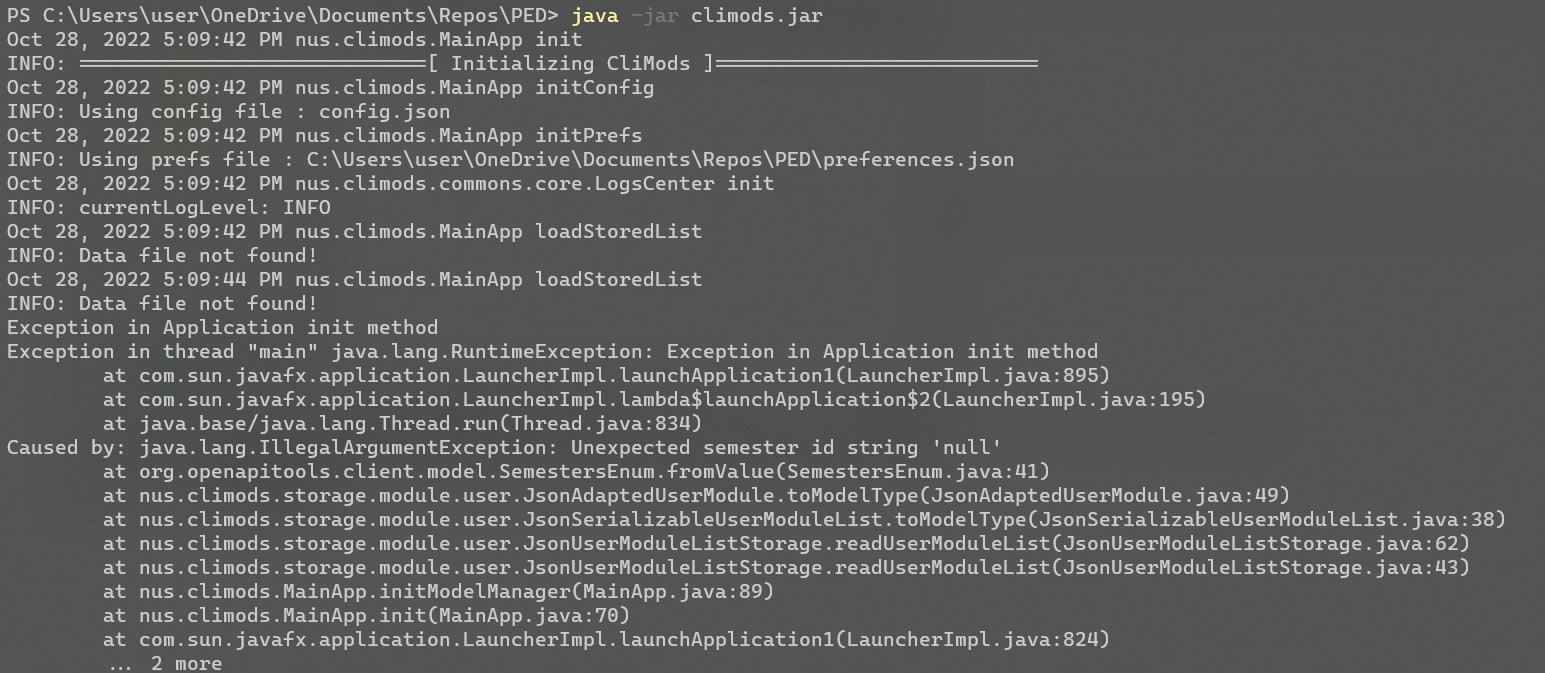 PS C:\Users\user\OneDrive\Documents\Repos\PED> java -jar climods.jar
Oct 28, 2022 5:09:42 PM nus.climods.MainApp init
INFO: =============================[ Initializing CliMods ]===========================
Oct 28, 2022 5:09:42 PM nus.climods.MainApp initConfig
INFO: Using config file : config.json
Oct 28, 2022 5:09:42 PM nus.climods.MainApp initPrefs
INFO: Using prefs file : C:\Users\user\OneDrive\Documents\Repos\PED\preferences.json
Oct 28, 2022 5:09:42 PM nus.climods.commons.core.LogsCenter init
INFO: currentLogLevel: INFO
Oct 28, 2022 5:09:42 PM nus.climods.MainApp loadStoredList
INFO: Data file not found!
Oct 28, 2022 5:09:44 PM nus.climods.MainApp loadStoredList
INFO: Data file not found!
Exception in Application init method
Exception in thread "main" java.lang.RuntimeException: Exception in Application init method
at com.sun.javafx.application.LauncherImpl.launchApplication1(LauncherImpl.java:895)
at com.sun.javafx.application.LauncherImpl.lambda$launchApplication$2(LauncherImpl.java:195)
at java.base/java.lang.Thread.run(Thread.java:834)
Caused by: java.lang.IllegalArgumentException: Unexpected semester id string 'null'
at org.openapitools.client.model.SemestersEnum.fromValue(SemestersEnum.java:41)
at nus.climods.storage.module.user.JsonAdaptedUserModule.toModelType(JsonAdaptedUserModule.java:49)
at nus.climods.storage.module.user.JsonSerializableUserModuleList.toModelType(JsonSerializableUserModuleList.java:38)
at nus.climods.storage.module.user.JsonUserModuleListStorage.readUserModuleList(JsonUserModuleListStorage.java:62)
at nus.climods.storage.module.user.JsonUserModuleListStorage.readUserModuleList(JsonUserModuleListStorage.java:43)
at nus.climods.MainApp.initModelManager(MainApp.java:89)
at nus.climods.MainApp.init(MainApp.java:70)
at com.sun.javafx.application.LauncherImpl.launchApplication1(LauncherImpl.java:824)
... 2 more